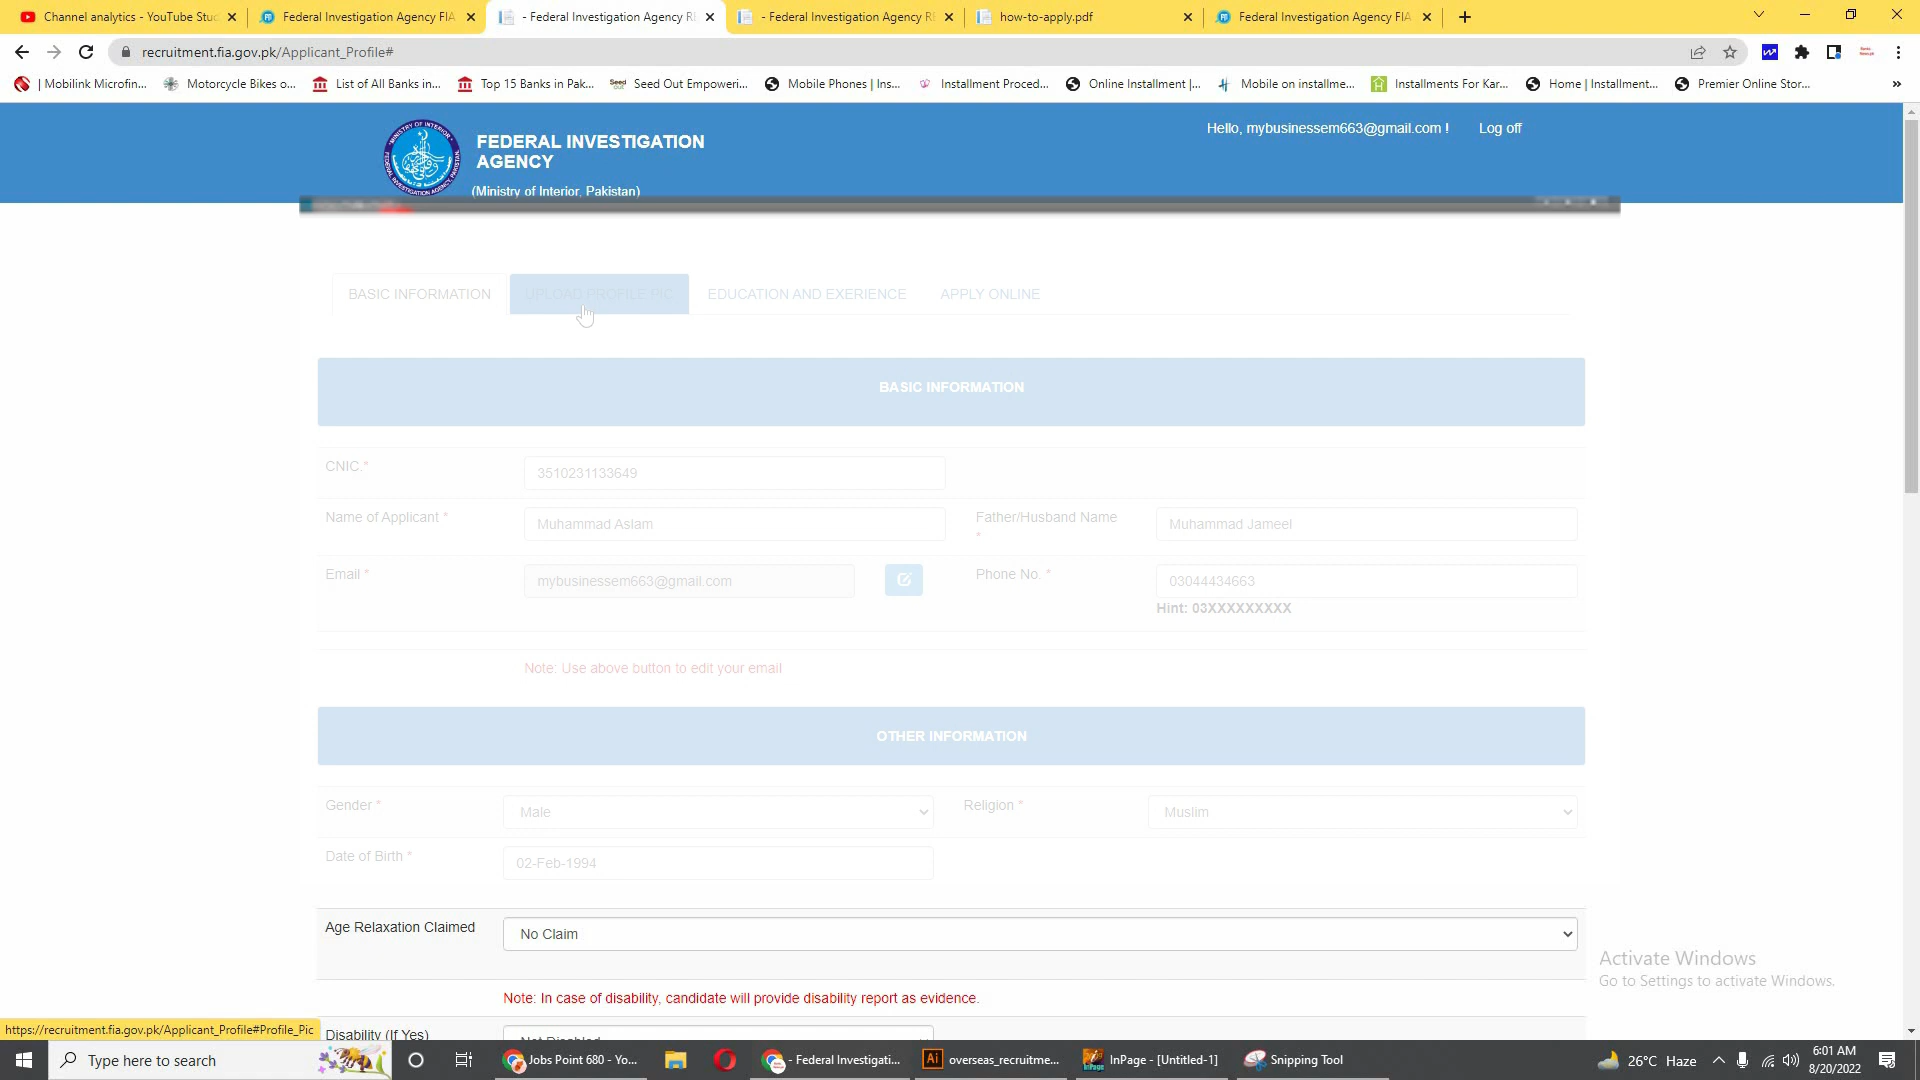 Channel analytics - YouTube Stu
Federal Investigation Agency FIA
- Federal Investigation Agency RE
- Federal Investigation Agency RE
how-to-apply.pdf
Federal Investigation Agency FIA
recruitment.fia.gov.pk/Applicant_Profile#
| Mobilink Microfin...
Motorcycle Bikes o...
List of All Banks in...
Top 15 Banks in Pak...
Seed Out Empoweri...
Mobile Phones | Ins...
Installment Proced...
Online Installment |...
Mobile on installme...
Installments For Kar...
Home | Installment...
Premier Online Stor...
»
FEDERAL INVESTIGATION
AGENCY
(Ministry of Interior, Pakistan)
Hello, mybusinessem663@gmail.com !
Log off
BASIC INFORMATION
UPLOAD PROFILE PIC
EDUCATION AND EXERIENCE
APPLY ONLINE
BASIC INFORMATION
CNIC.*
3510231133649
Name of Applicant *
Muhammad Aslam
Father/Husband Name
*
Muhammad Jameel
Email *
mybusinessem663@gmail.com
Phone No. *
03044434663
Hint: 03XXXXXXXXX
Note: Use above button to edit your email
OTHER INFORMATION
Gender *
Male
Religion *
Muslim
Date of Birth *
02-Feb-1994
Age Relaxation Claimed
No Claim
Note: In case of disability, candidate will provide disability report as evidence.
Disability (If Yes)
Not Disabled
Activate Windows
Go to Settings to activate Windows.
https://recruitment.fia.gov.pk/Applicant_Profile#Profile_Pic
Type here to search
Jobs Point 680 - Yo...
- Federal Investigati...
overseas_recruitme...
InPage - [Untitled-1]
Snipping Tool
26°C Haze
6:01 AM
8/20/2022